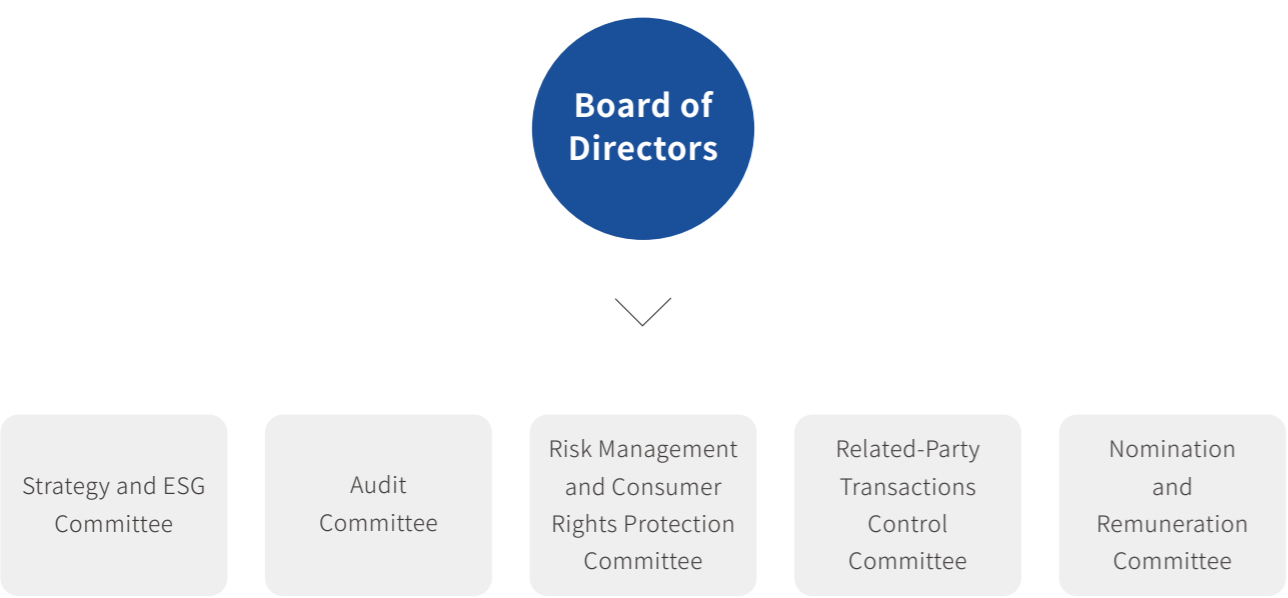 Board of
Directors
Strategy and ESG
Committee
Audit
Committee
Risk Management
and Consumer
Rights Protection
Committee
Related-Party
Transactions
Control
Committee
Nomination
and
Remuneration
Committee